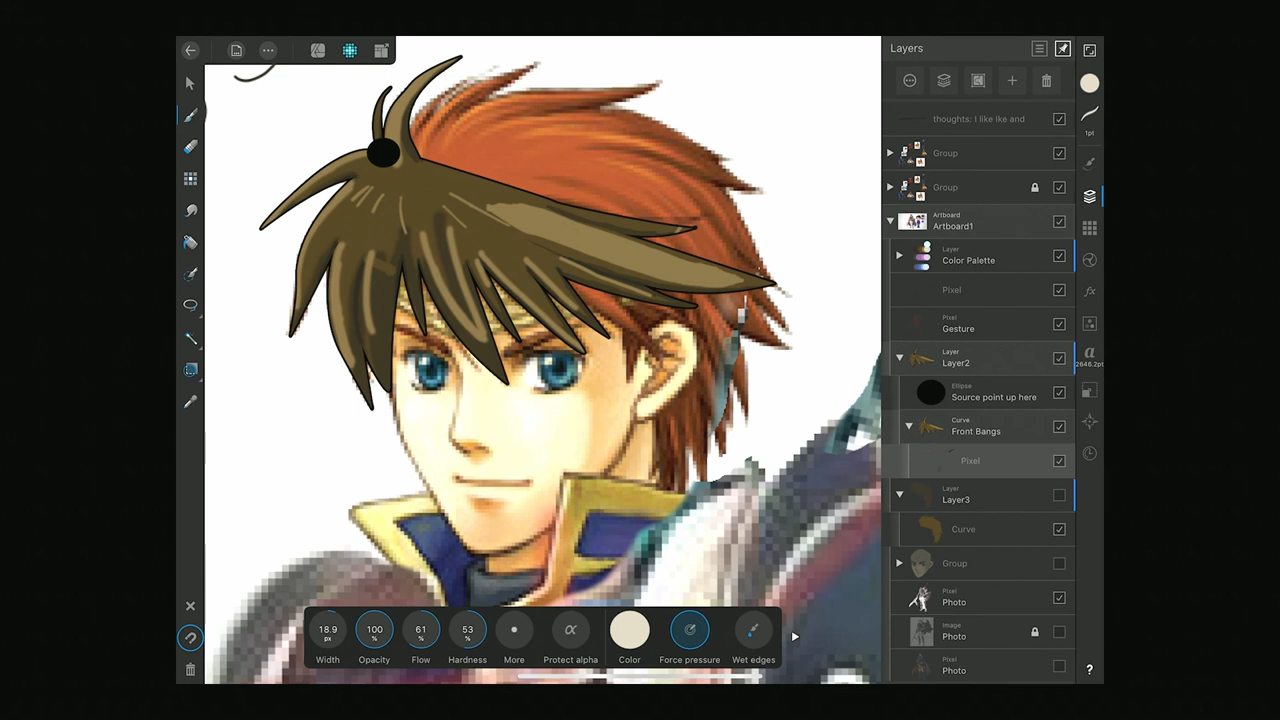 Layers
1pt
thoughts: I like Ike and
Group
Group
Artboard
Artboard1
Layer
Color Palette
Pixel
fx
Pixel
Gesture
a
2646.2pt
Layer
Layer2
Ellipse
Source point up here
Curve
Front Bangs
Pixel
Layer
Layer3
Curve
Group
Pixel
Photo
Image
Photo
Pixel
Photo
?
18.9 px
100 %
61 %
53 %
α
Width
Opacity
Flow
Hardness
More
Protect alpha
Color
Force pressure
Wet edges